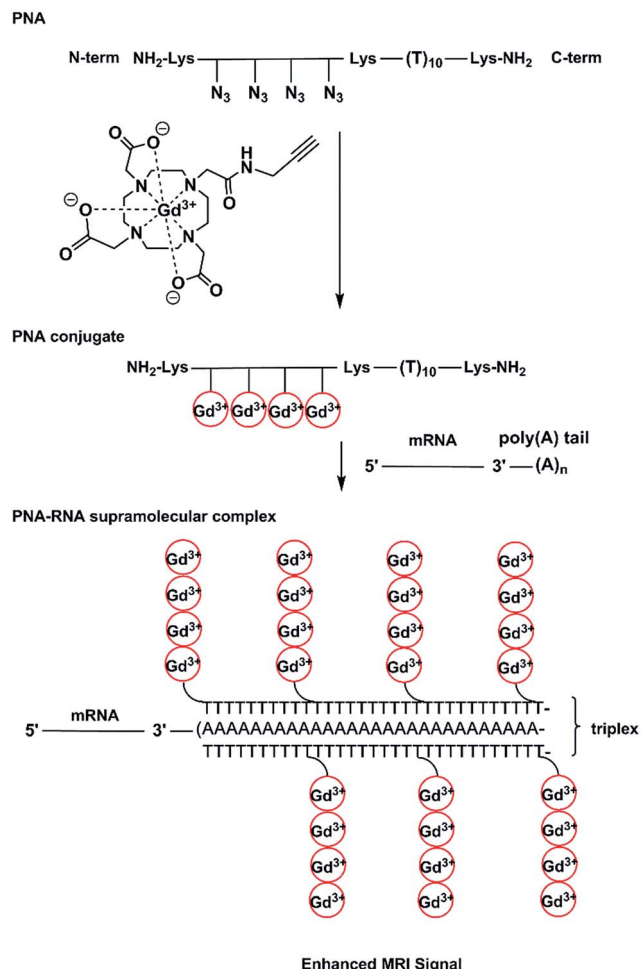 PNA
N-term NH₂-Lys Lys (T)₁₀ Lys-NH₂ C-term
N₃ N₃ N₃ N₃
O ⊖
O
H
N
N N O
⊖ O Gd³⁺
O N N
O O
⊖
PNA conjugate
NH₂-Lys Lys (T)₁₀ Lys-NH₂
Gd³⁺ Gd³⁺ Gd³⁺ Gd³⁺
mRNA poly(A) tail
5' 3' (A)n
PNA-RNA supramolecular complex
Gd³⁺ Gd³⁺ Gd³⁺ Gd³⁺
Gd³⁺ Gd³⁺ Gd³⁺ Gd³⁺
Gd³⁺ Gd³⁺ Gd³⁺ Gd³⁺
Gd³⁺ Gd³⁺ Gd³⁺ Gd³⁺
TTTTTTTTTTTTTTTTTTTTTTTTTTTT-
mRNA
5' 3' (AAAAAAAAAAAAAAAAAAAAAAAAAAAA- triplex
TTTTTTTTTTTTTTTTTTTTTTTTTTTT-
Gd³⁺ Gd³⁺ Gd³⁺
Gd³⁺ Gd³⁺ Gd³⁺
Gd³⁺ Gd³⁺ Gd³⁺
Gd³⁺ Gd³⁺ Gd³⁺
Enhanced MRI Signal